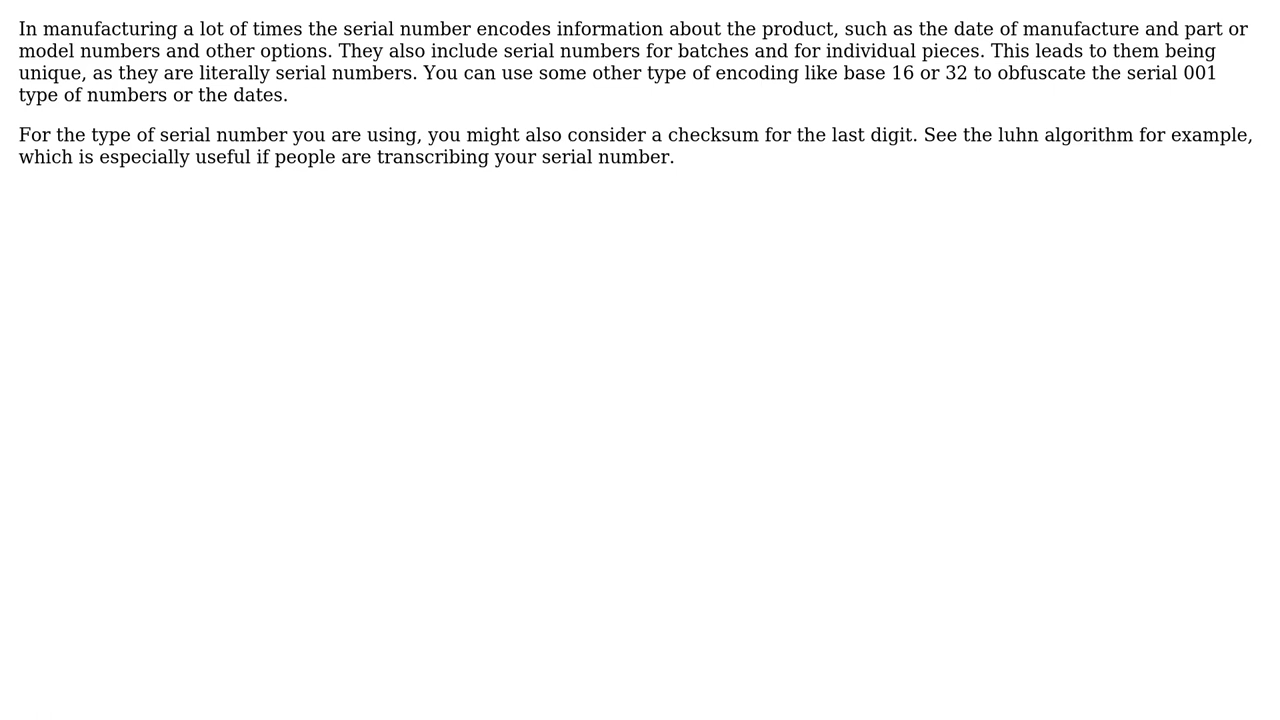 In manufacturing a lot of times the serial number encodes information about the product, such as the date of manufacture and part or
model numbers and other options. They also include serial numbers for batches and for individual pieces. This leads to them being
unique, as they are literally serial numbers. You can use some other type of encoding like base 16 or 32 to obfuscate the serial 001
type of numbers or the dates.
For the type of serial number you are using, you might also consider a checksum for the last digit. See the luhn algorithm for example,
which is especially useful if people are transcribing your serial number.